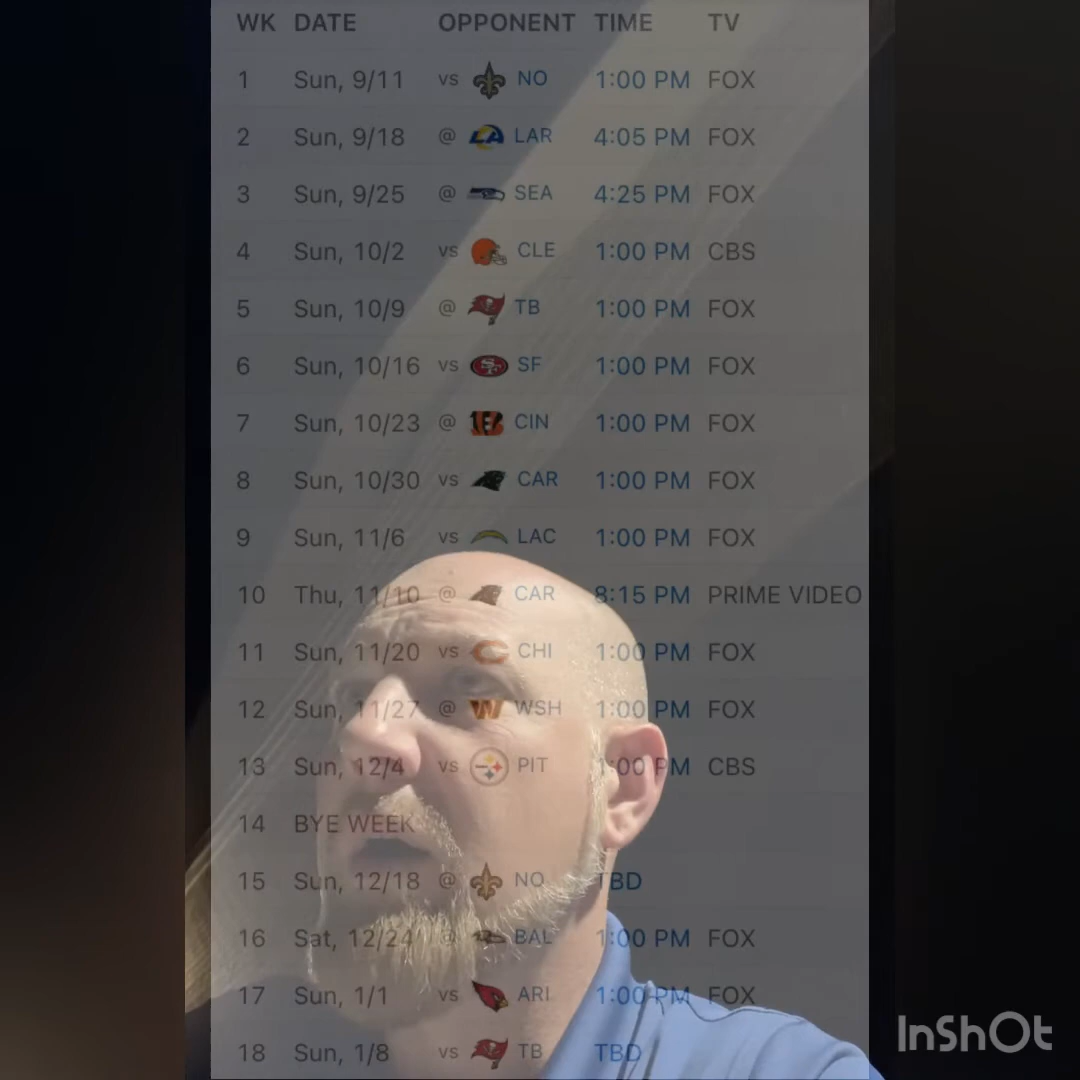 WK DATE OPPONENT TIME TV
1 Sun, 9/11 vs NO 1:00 PM FOX
2 Sun, 9/18 @ LAR 4:05 PM FOX
3 Sun, 9/25 @ SEA 4:25 PM FOX
4 Sun, 10/2 vs CLE 1:00 PM CBS
5 Sun, 10/9 @ TB 1:00 PM FOX
6 Sun, 10/16 vs SF 1:00 PM FOX
7 Sun, 10/23 @ CIN 1:00 PM FOX
8 Sun, 10/30 vs CAR 1:00 PM FOX
9 Sun, 11/6 vs LAC 1:00 PM FOX
10 Thu, 11/10 @ CAR 8:15 PM PRIME VIDEO
11 Sun, 11/20 vs CHI 1:00 PM FOX
12 Sun, 11/27 @ WSH 1:00 PM FOX
13 Sun, 12/4 vs PIT 1:00 PM CBS
14 BYE WEEK
15 Sun, 12/18 @ NO TBD
16 Sat, 12/24 @ BAL 1:00 PM FOX
17 Sun, 1/1 vs ARI 1:00 PM FOX
18 Sun, 1/8 vs TB TBD
InShOt